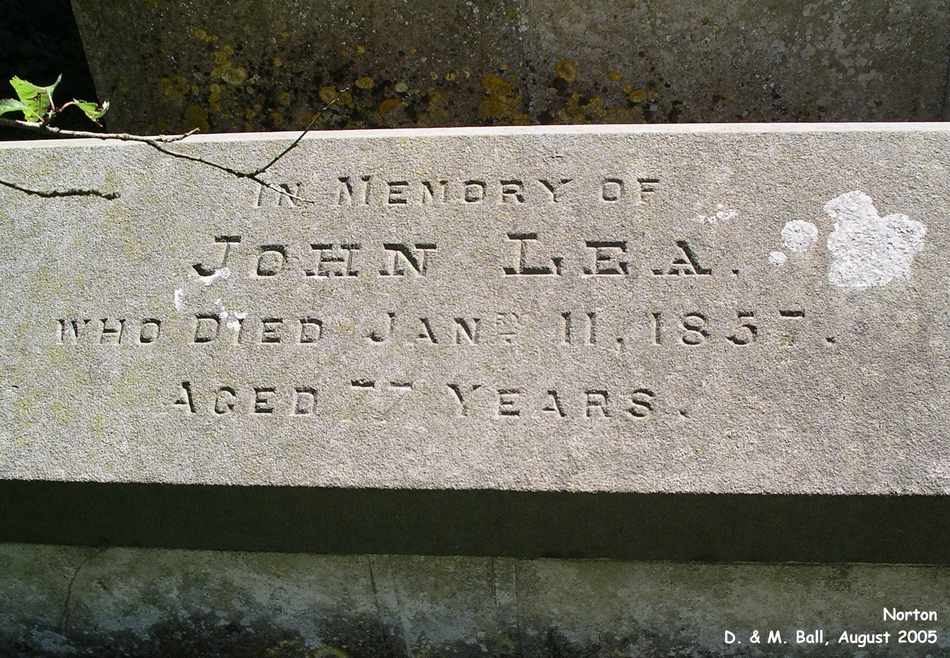 IN MEMORY OF
JOHN LEA.
WHO DIED JANRY 11, 1857.
AGED 77 YEARS.
Norton
D. & M. Ball, August 2005